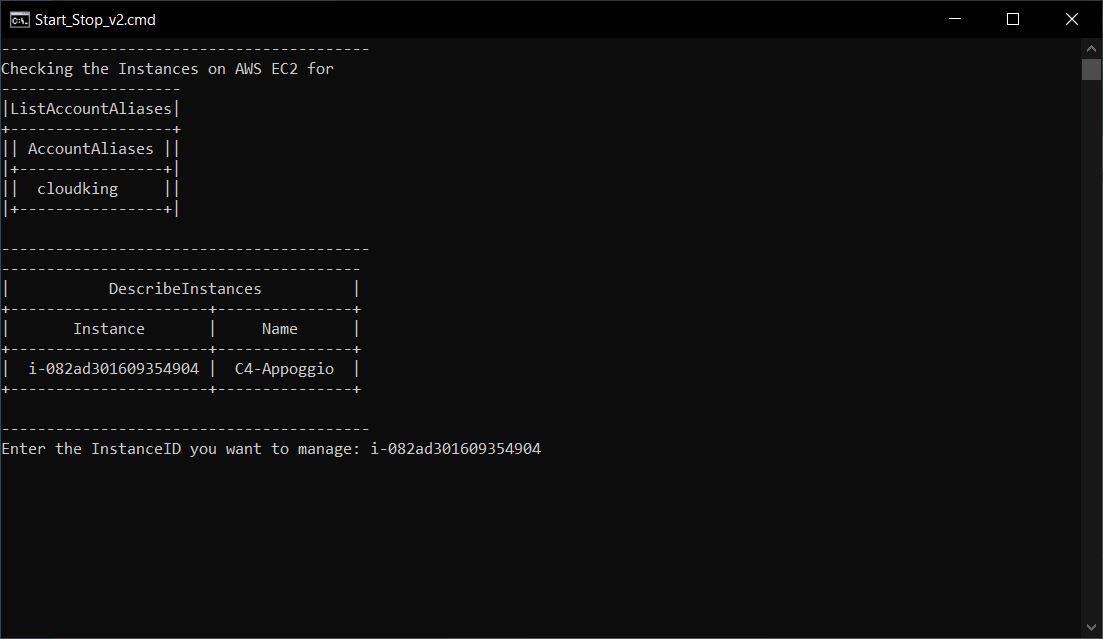 Start_Stop_v2.cmd
-----------------------------------------
Checking the Instances on AWS EC2 for
--------------------
|ListAccountAliases|
+------------------+
|| AccountAliases ||
|+----------------+|
||  cloudking     ||
|+----------------+|
-----------------------------------------
----------------------------------------
|           DescribeInstances          |
+----------------------+---------------+
|       Instance       |     Name      |
+----------------------+---------------+
|  i-082ad301609354904 |  C4-Appoggio  |
+----------------------+---------------+
-----------------------------------------
Enter the InstanceID you want to manage: i-082ad301609354904